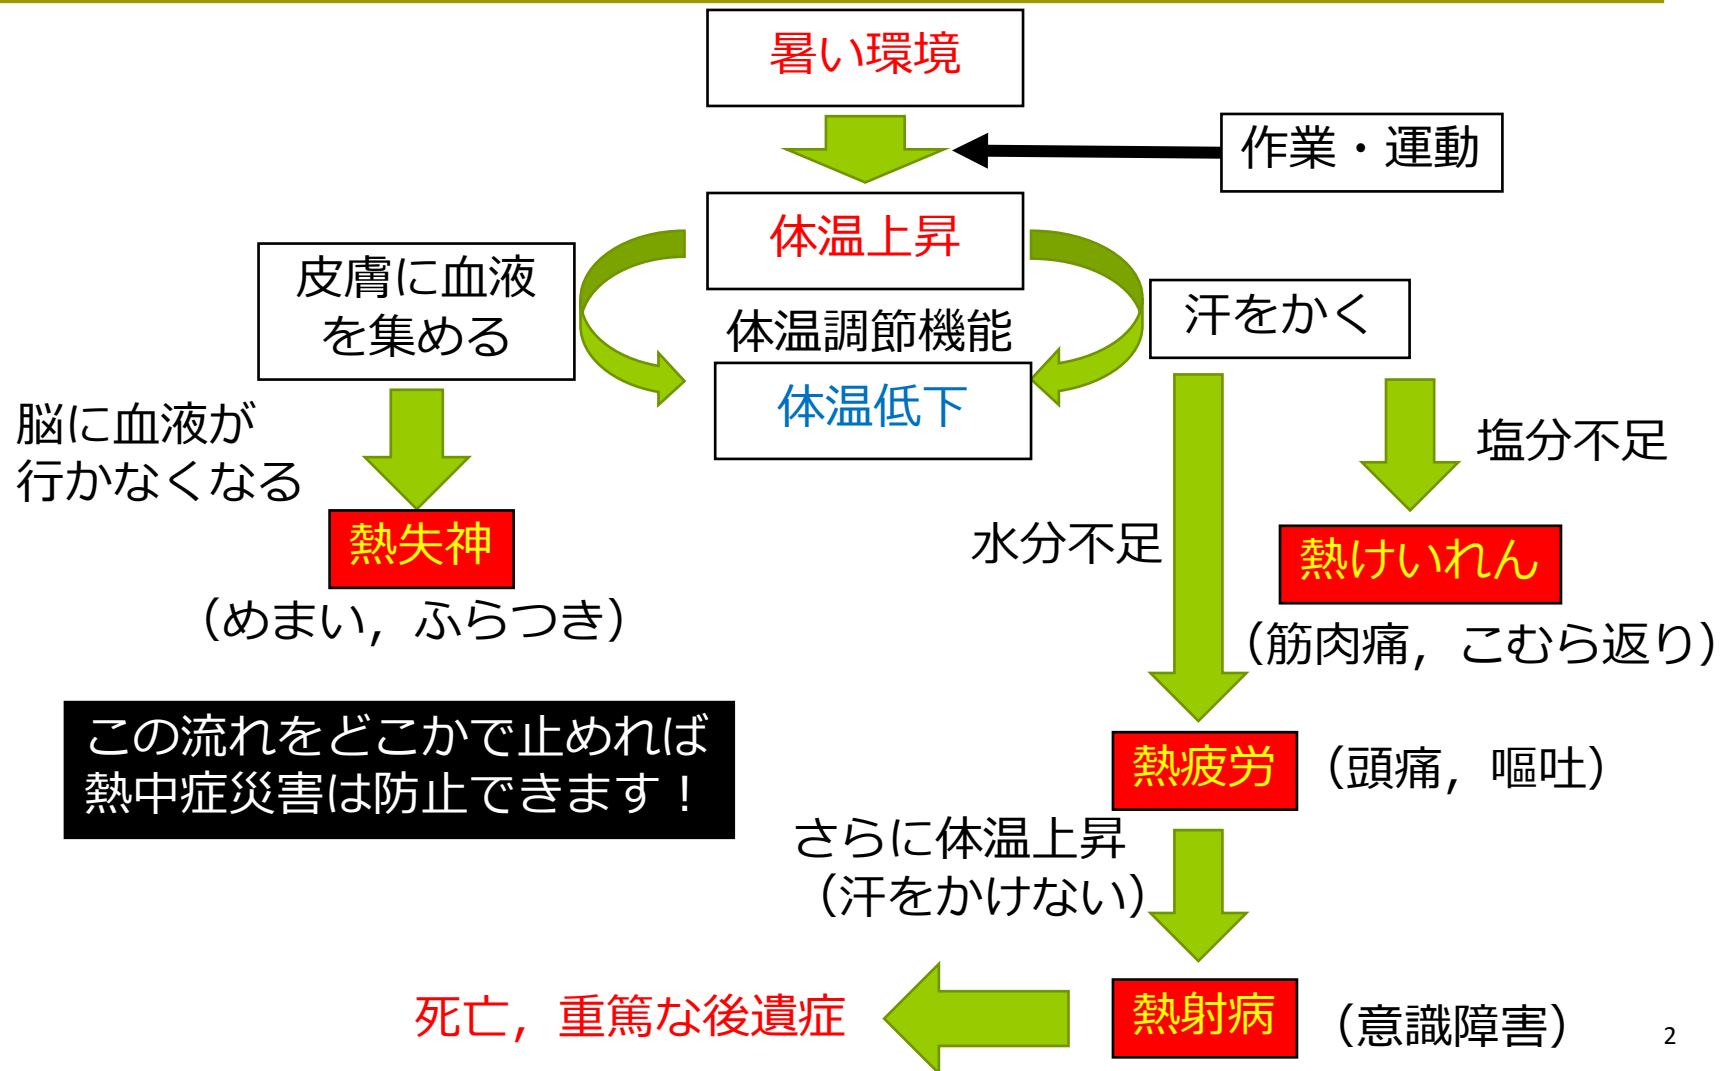 暑い環境
作業・運動
体温上昇
皮膚に血液
を集める
汗をかく
体温調節機能
体温低下
脳に血液が
行かなくなる
塩分不足
水分不足
熱失神
熱けいれん
（めまい，ふらつき）
（筋肉痛，こむら返り）
この流れをどこかで止めれば
熱中症災害は防止できます！
熱疲労
（頭痛，嘔吐）
さらに体温上昇
（汗をかけない）
死亡，重篤な後遺症
熱射病
（意識障害）
2